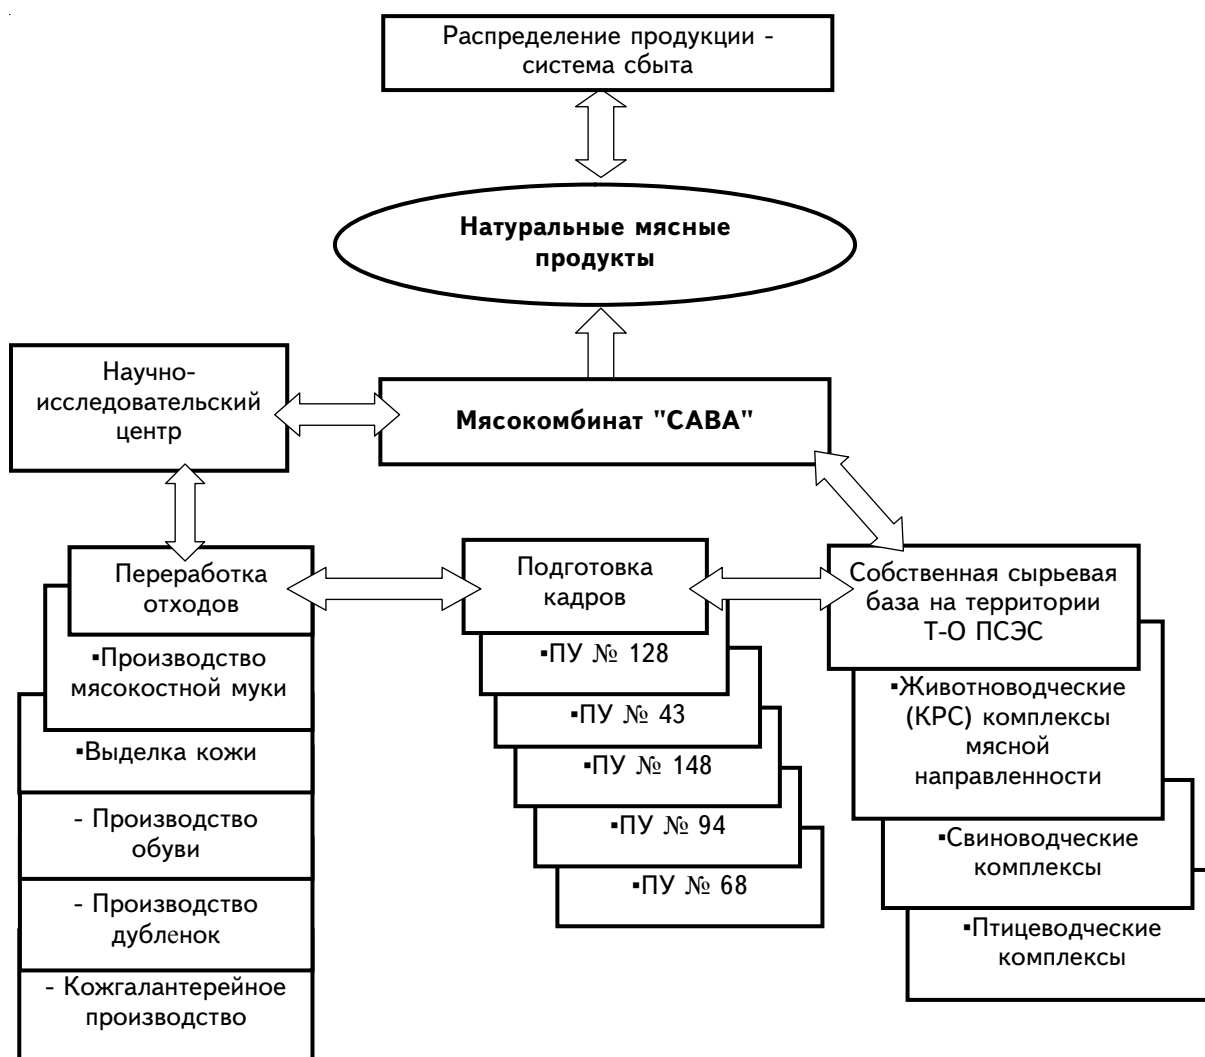 Распределение продукции -
система сбыта
Натуральные мясные
продукты
Научно-
исследовательский
центр
Мясокомбинат "САВА"
Переработка
отходов
▪Производство
мясокостной муки
▪Выделка кожи
- Производство
обуви
- Производство
дубленок
- Кожгалантерейное
производство
Подготовка
кадров
▪ПУ № 128
▪ПУ № 43
▪ПУ № 148
▪ПУ № 94
▪ПУ № 68
Собственная сырьевая
база на территории
Т-О ПСЭС
▪Животноводческие
(КРС) комплексы
мясной
направленности
▪Свиноводческие
комплексы
▪Птицеводческие
комплексы